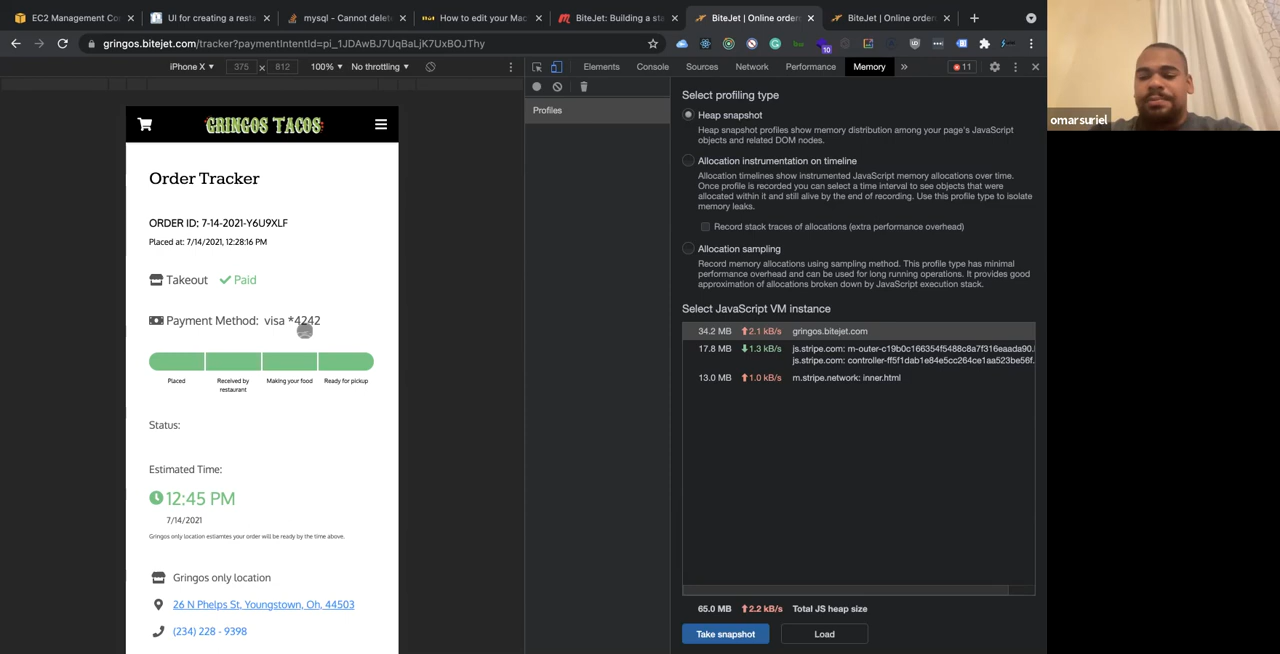 EC2 Management Co
UI for creating a resta
mysql - Cannot delet
How to edit your Mac
BiteJet: Building a sta
BiteJet | Online order
BiteJet | Online order
gringos.bitejet.com/tracker?paymentIntentId=pi_1JDAwBJ7UqBaLjK7UxBOJThy
10
iPhone X ▾
375
x
812
100% ▾
No throttling ▾
Elements
Console
Sources
Network
Performance
Memory
»
11
Profiles
GRINGOS TACOS
Order Tracker
ORDER ID: 7-14-2021-Y6U9XLF
Placed at: 7/14/2021, 12:28:16 PM
Takeout
Paid
Payment Method: visa *4242
Placed
Received by
restaurant
Making your food
Ready for pickup
Status:
Estimated Time:
12:45 PM
7/14/2021
Gringos only location estiamtes your order will be ready by the time above.
Gringos only location
26 N Phelps St, Youngstown, Oh, 44503
(234) 228 - 9398
Select profiling type
Heap snapshot
Heap snapshot profiles show memory distribution among your page's JavaScript
objects and related DOM nodes.
Allocation instrumentation on timeline
Allocation timelines show instrumented JavaScript memory allocations over time.
Once profile is recorded you can select a time interval to see objects that were
allocated within it and still alive by the end of recording. Use this profile type to isolate
memory leaks.
Record stack traces of allocations (extra performance overhead)
Allocation sampling
Record memory allocations using sampling method. This profile type has minimal
performance overhead and can be used for long running operations. It provides good
approximation of allocations broken down by JavaScript execution stack.
Select JavaScript VM instance
34.2 MB ↑2.1 kB/s gringos.bitejet.com
17.8 MB ↓1.3 kB/s js.stripe.com: m-outer-c19b0c166354f5488c8a7f316eaada90.
js.stripe.com: controller-ff5f1dab1e84e5cc264ce1aa523be56f.
13.0 MB ↑1.0 kB/s m.stripe.network: inner.html
65.0 MB ↑2.2 kB/s Total JS heap size
Take snapshot
Load
omarsuriel